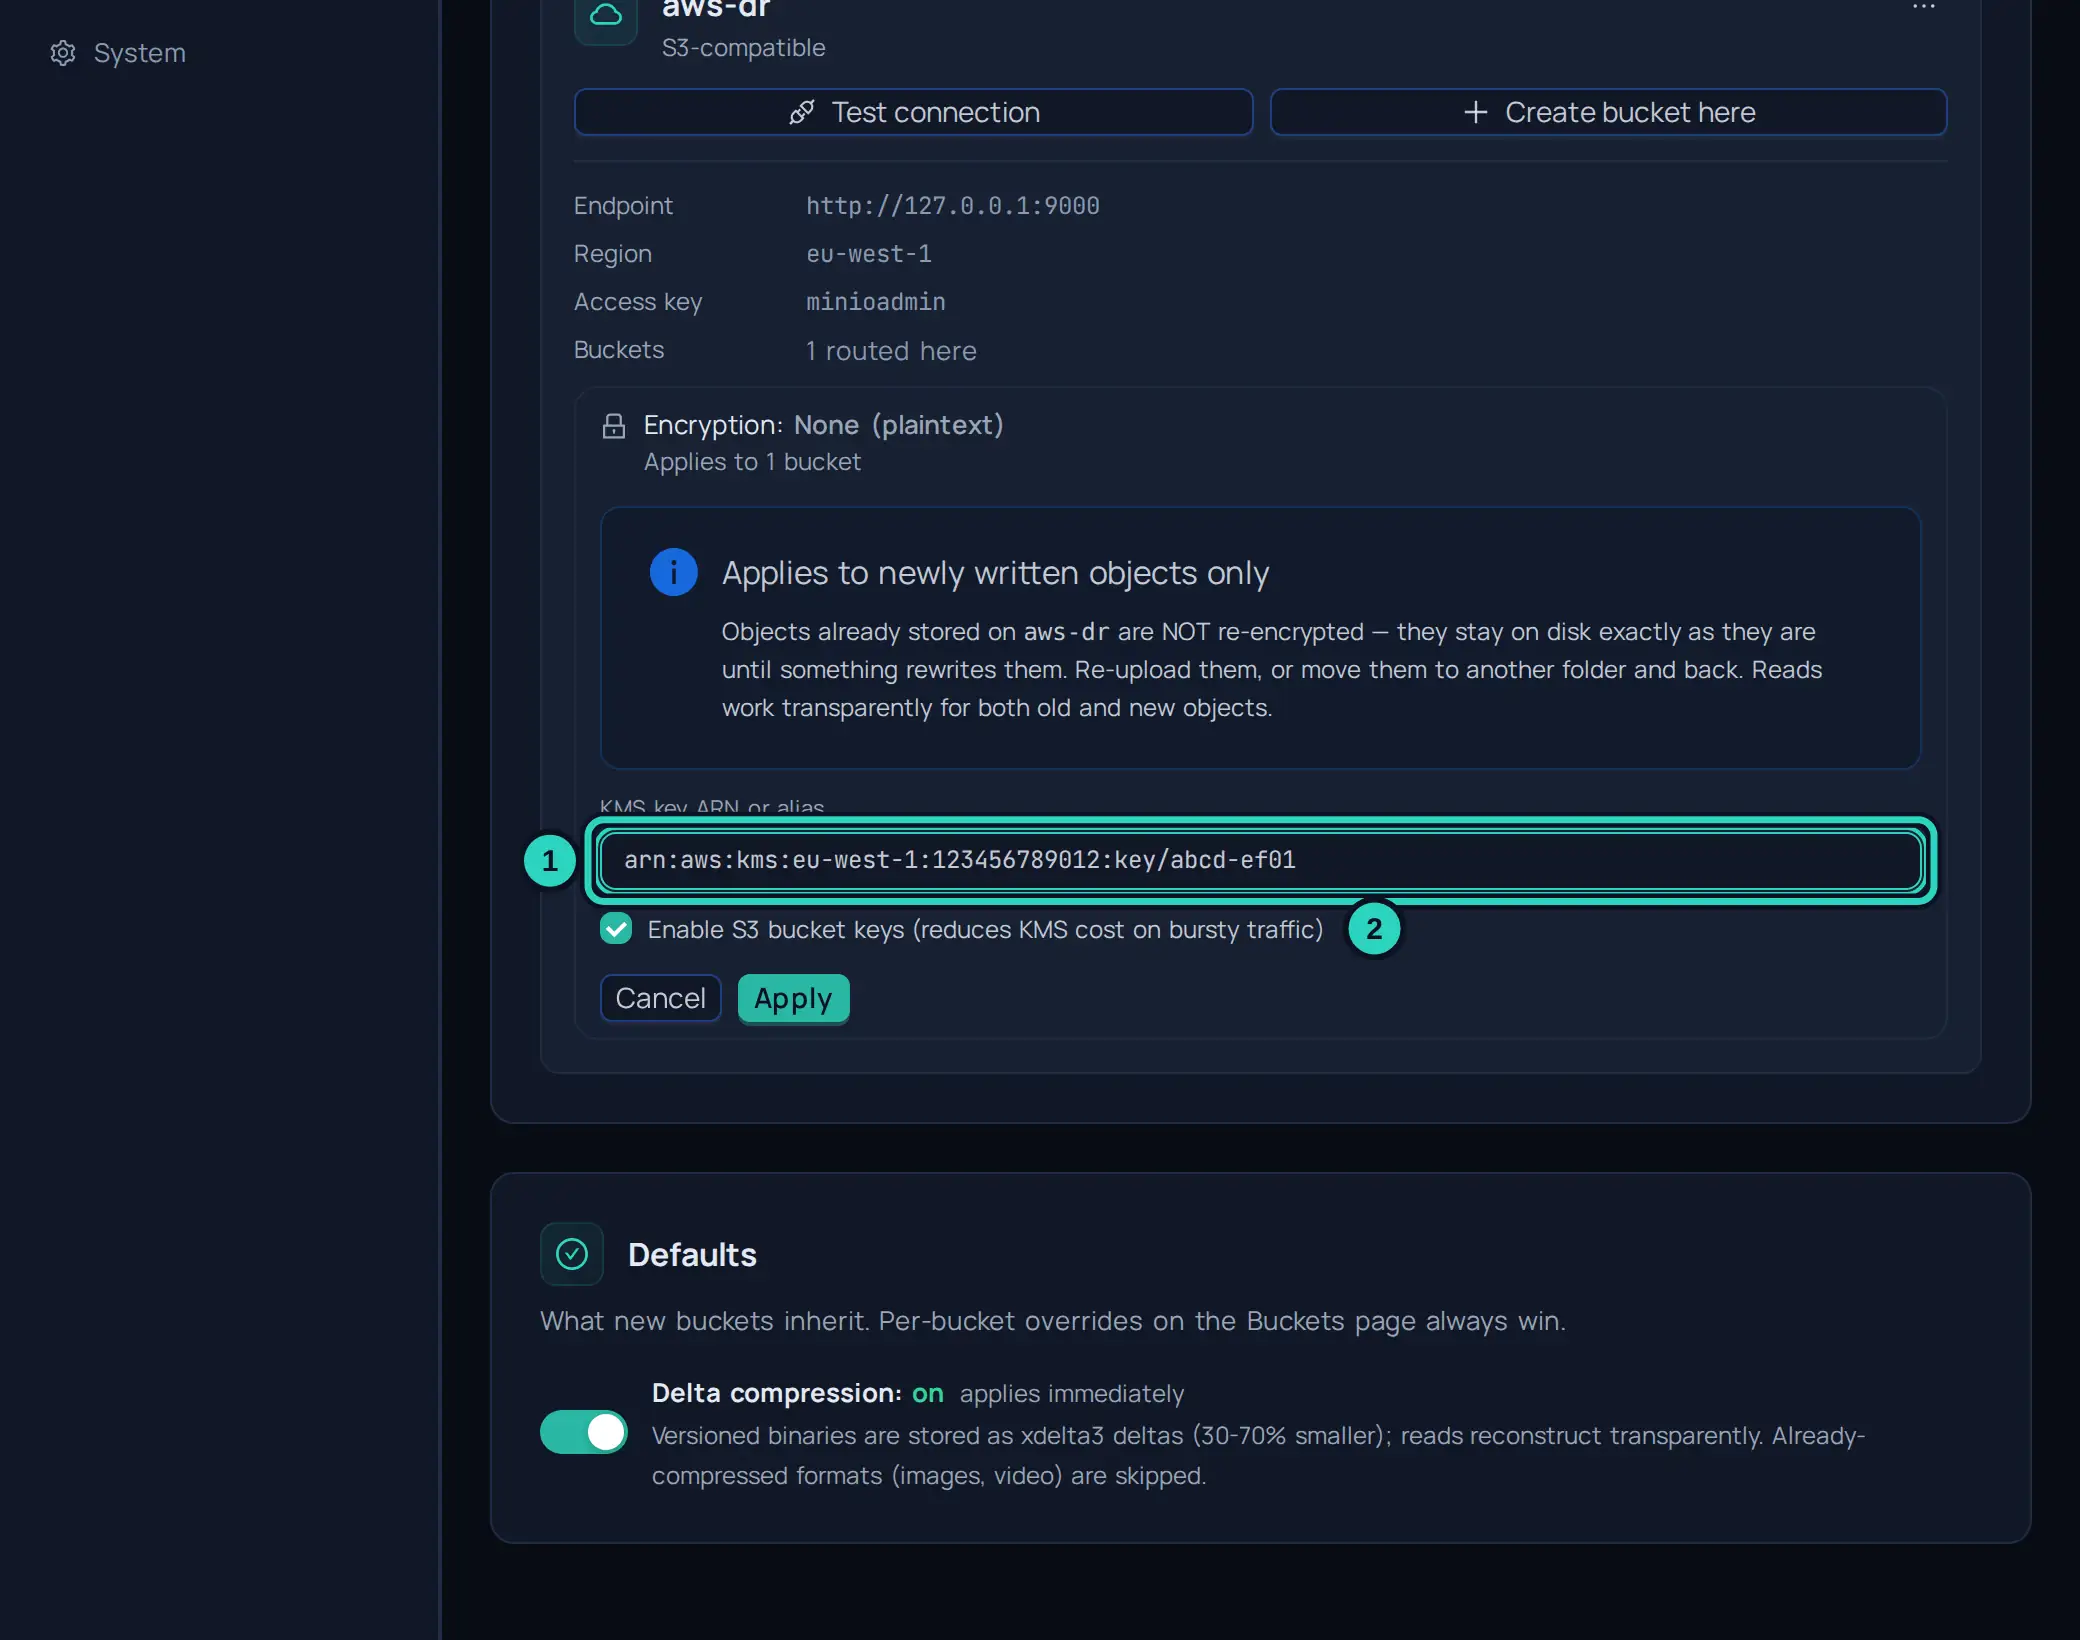 System
aws-dr
...
S3-compatible
Test connection
Create bucket here
Endpoint http://127.0.0.1:9000
Region eu-west-1
Access key minioadmin
Buckets 1 routed here
Encryption: None (plaintext)
Applies to 1 bucket
Applies to newly written objects only
Objects already stored on aws-dr are NOT re-encrypted — they stay on disk exactly as they are
until something rewrites them. Re-upload them, or move them to another folder and back. Reads
work transparently for both old and new objects.
KMS key ARN or alias
1 arn:aws:kms:eu-west-1:123456789012:key/abcd-ef01
Enable S3 bucket keys (reduces KMS cost on bursty traffic) 2
Cancel Apply
Defaults
What new buckets inherit. Per-bucket overrides on the Buckets page always win.
Delta compression: on applies immediately
Versioned binaries are stored as xdelta3 deltas (30-70% smaller); reads reconstruct transparently. Already-
compressed formats (images, video) are skipped.